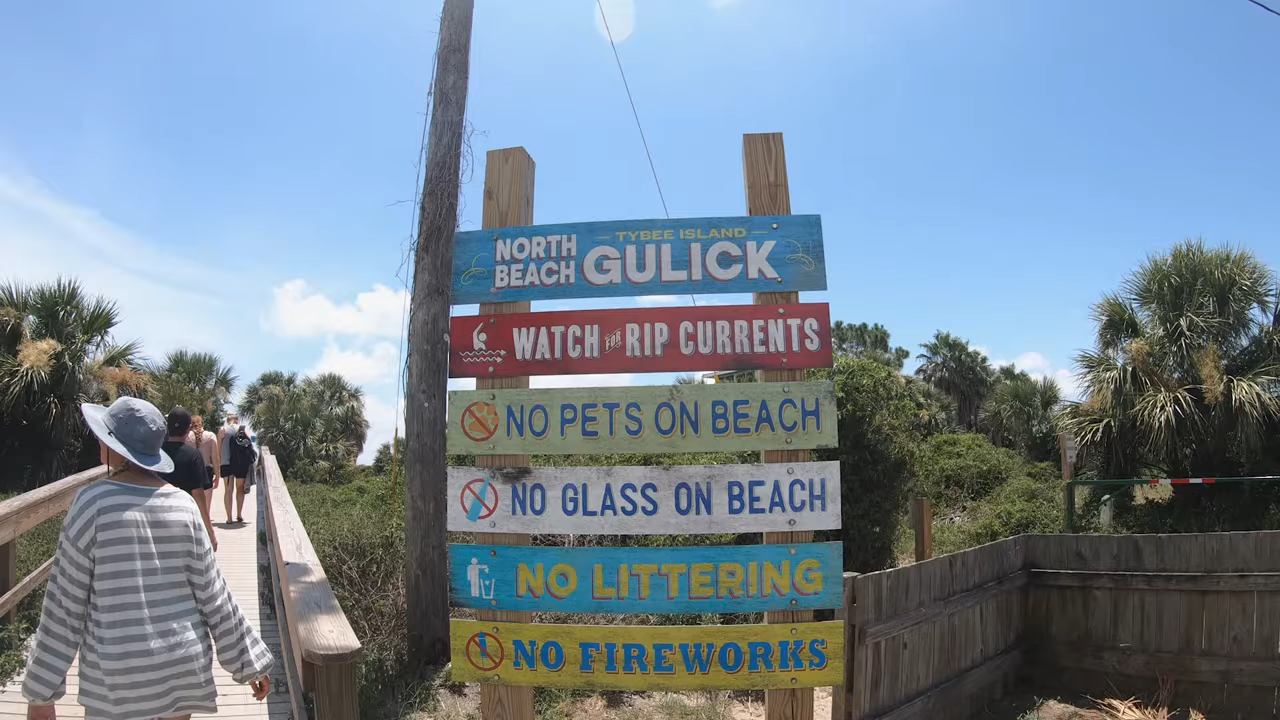 TYBEE ISLAND
NORTH BEACH GULICK
WATCH FOR RIP CURRENTS
NO PETS ON BEACH
NO GLASS ON BEACH
NO LITTERING
NO FIREWORKS